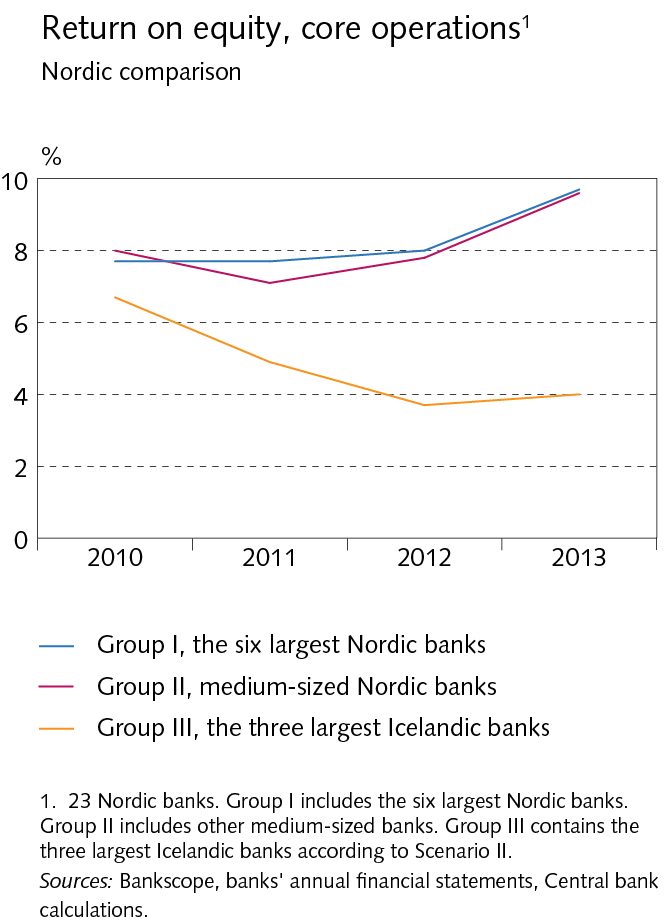 Return on equity, core operations¹
Nordic comparison
%
10
8
6
4
2
0
2010 2011 2012 2013
Group I, the six largest Nordic banks
Group II, medium-sized Nordic banks
Group III, the three largest Icelandic banks
1. 23 Nordic banks. Group I includes the six largest Nordic banks.
Group II includes other medium-sized banks. Group III contains the
three largest Icelandic banks according to Scenario II.
Sources: Bankscope, banks' annual financial statements, Central bank
calculations.